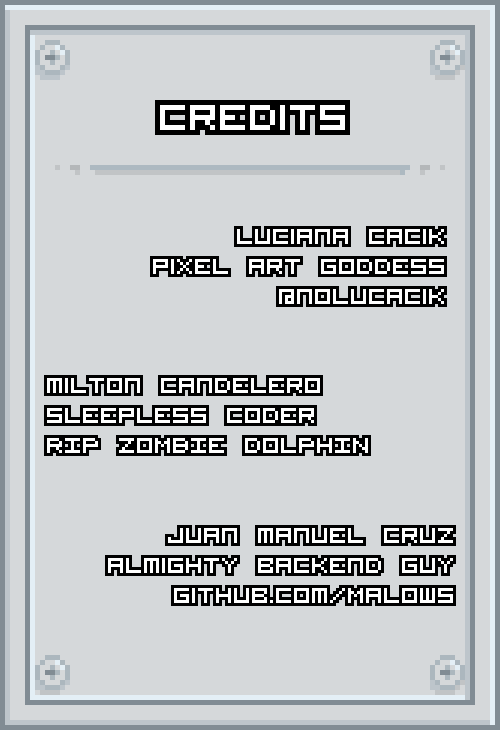 CREDITS
LUCIANA CACIK
PIXEL ART GODDESS
@NOLUCACIK
MILTON CANDELERO
SLEEPLESS CODER
RIP ZOMBIE DOLPHIN
JUAN MANUEL CRUZ
ALMIGHTY BACKEND GUY
GITHUB.COM/MALOWS